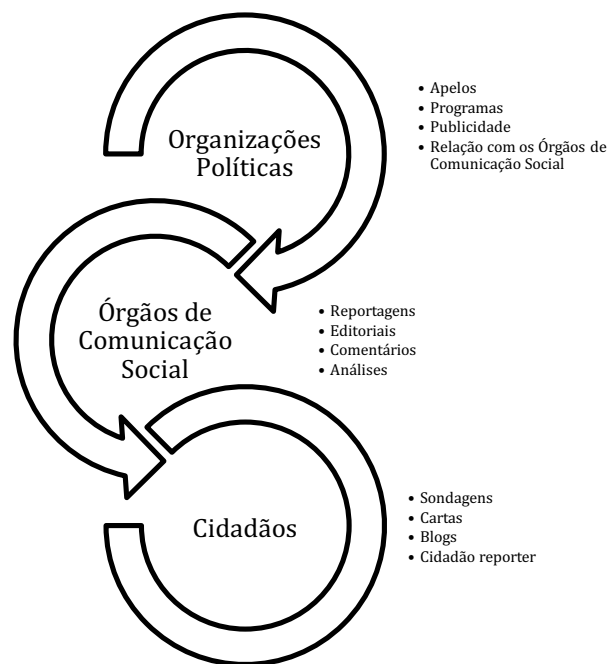 Organizações
Políticas
• Apelos
• Programas
• Publicidade
• Relação com os Órgãos de
Comunicação Social
Órgãos de
Comunicação
Social
• Reportagens
• Editoriais
• Comentários
• Análises
Cidadãos
• Sondagens
• Cartas
• Blogs
• Cidadão reporter